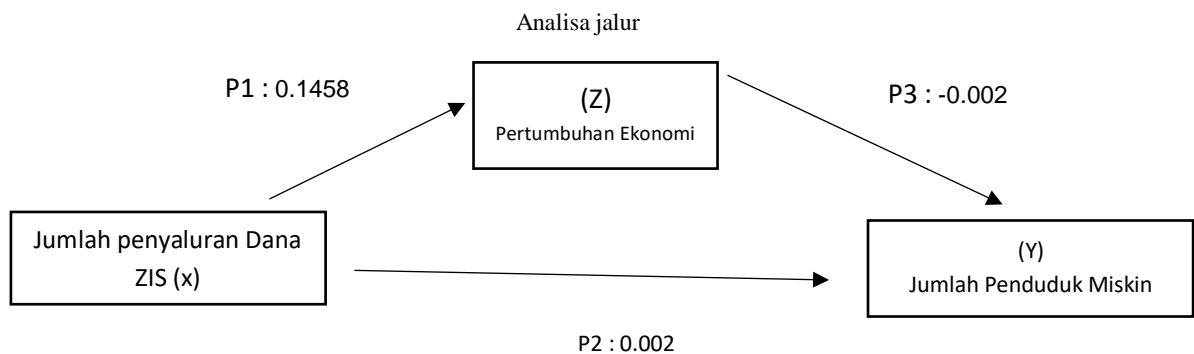 Analisa jalur
P1 : 0.1458
(Z)
Pertumbuhan Ekonomi
P3 : -0.002
Jumlah penyaluran Dana
ZIS (x)
(Y)
Jumlah Penduduk Miskin
P2 : 0.002